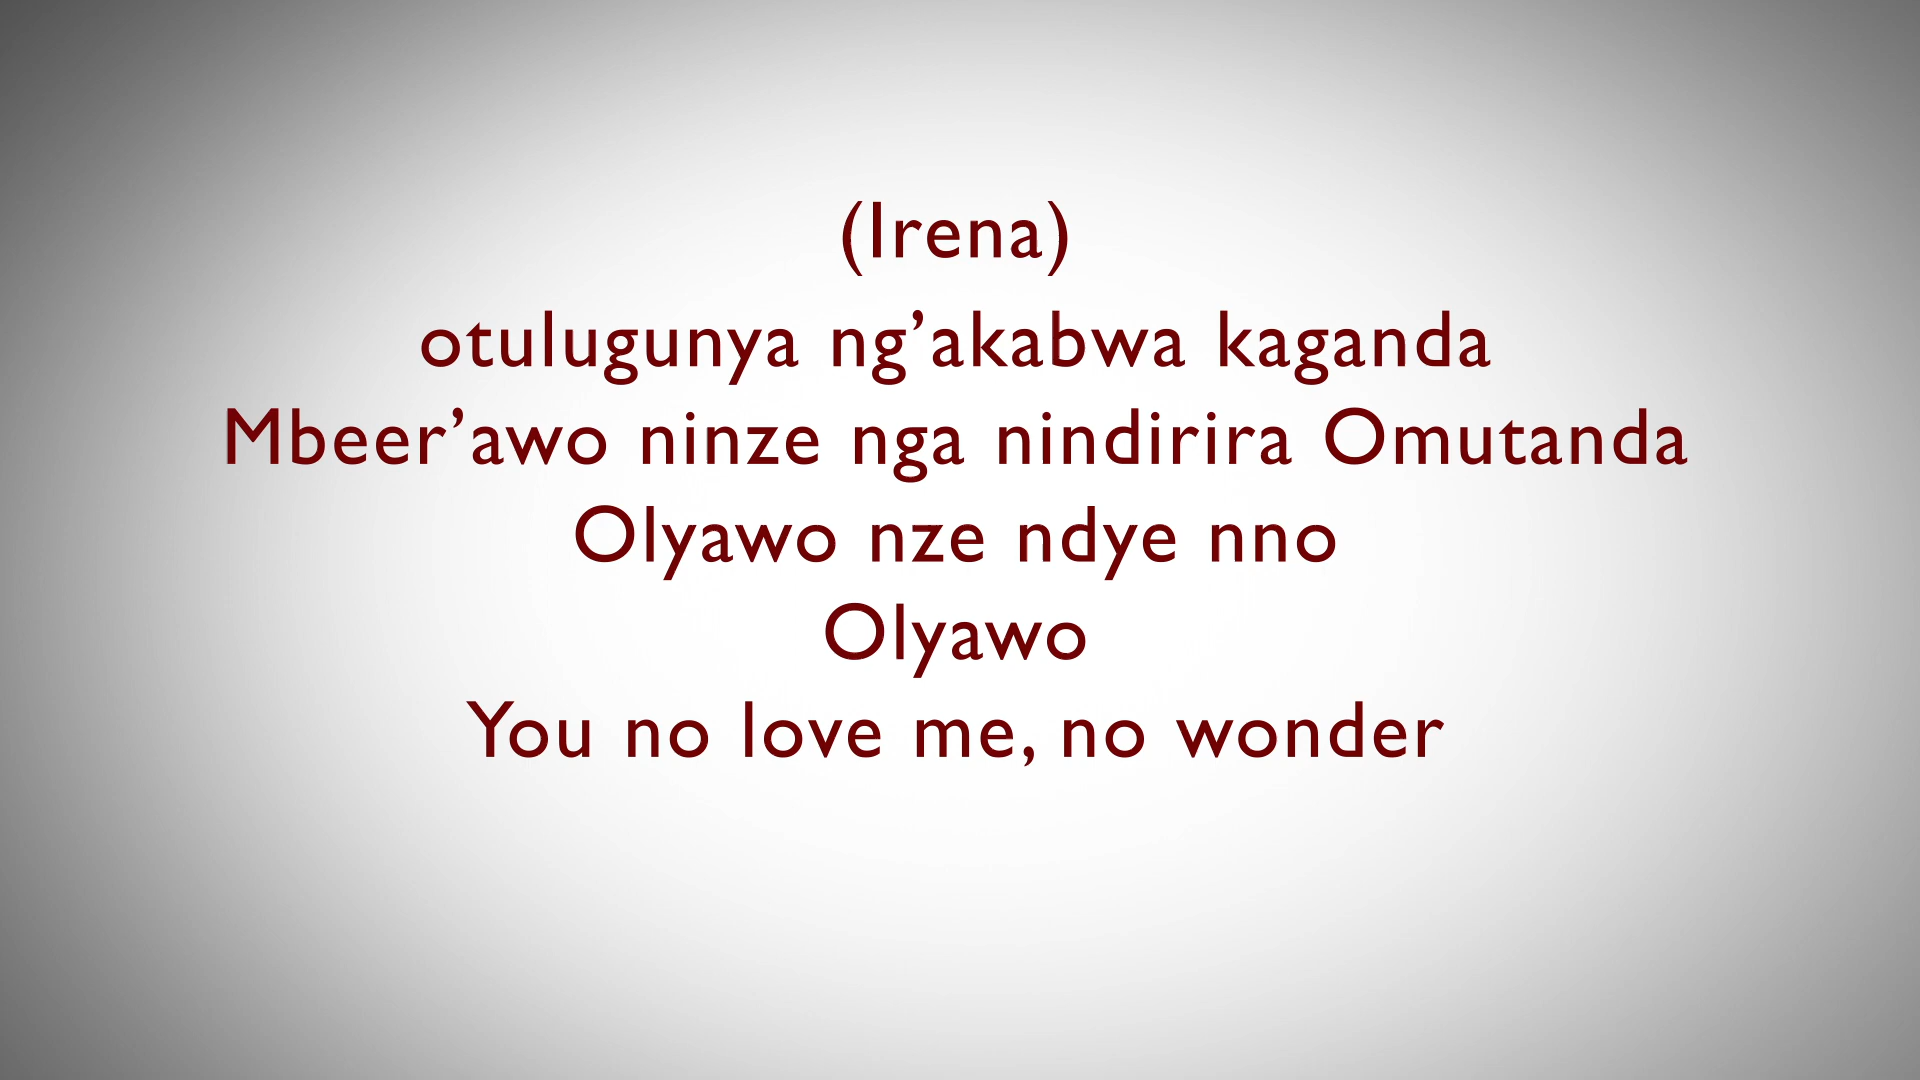 (Irena)
otulugunya ng’akabwa kaganda
Mbeer’awo ninze nga nindirira Omutanda
Olyawo nze ndye nno
Olyawo
You no love me, no wonder